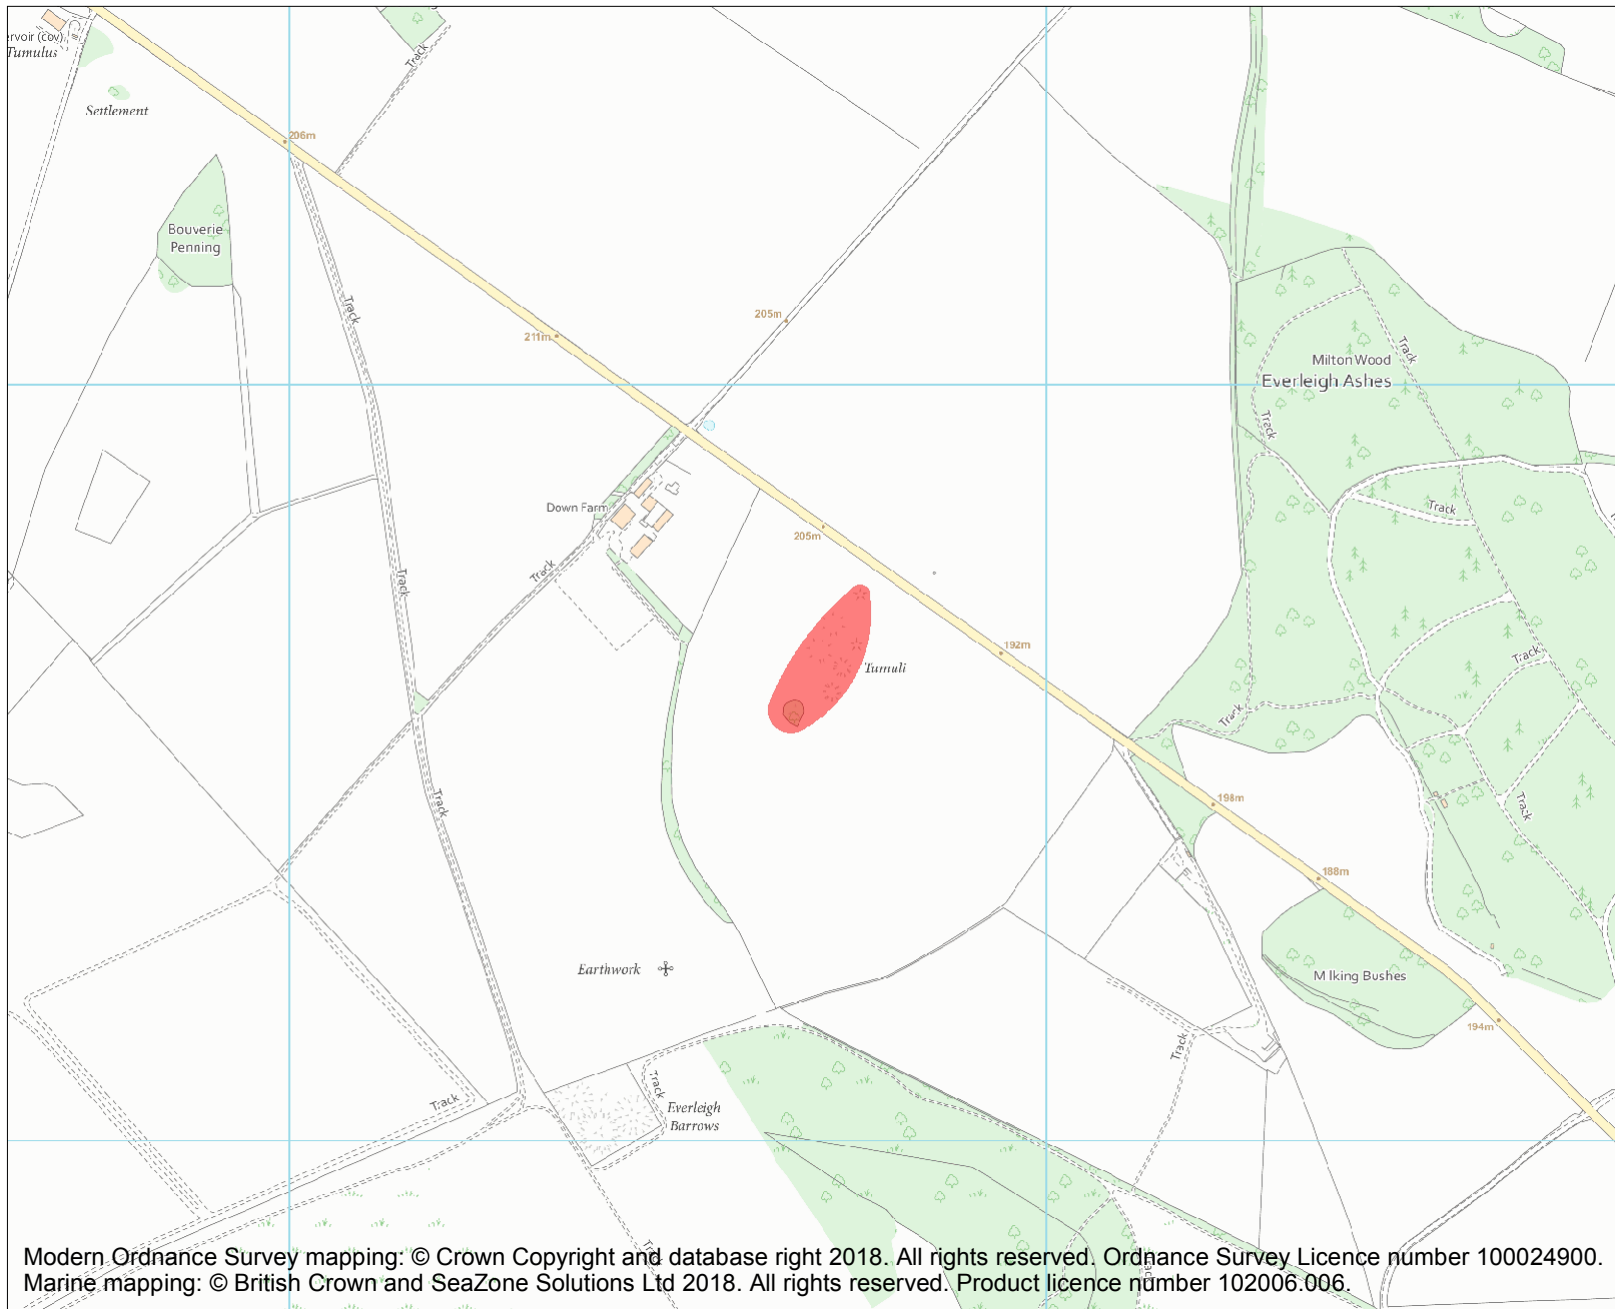 ervoir (cov)
Tumulus
Settlement
Track
206m
Bouverie
Penning
Track
211m
205m
Milton Wood
Everleigh Ashes
Track
Track
Down Farm
Track
205m
Track
Track
Tumuli
192m
Track
Track
Track
198m
Track
188m
Earthwork
Milking Bushes
194m
Track
Track
Track
Everleigh
Barrows
Track
Modern Ordnance Survey mapping: © Crown Copyright and database right 2018. All rights reserved. Ordnance Survey Licence number 100024900.
Marine mapping: © British Crown and SeaZone Solutions Ltd 2018. All rights reserved. Product licence number 102006.006.